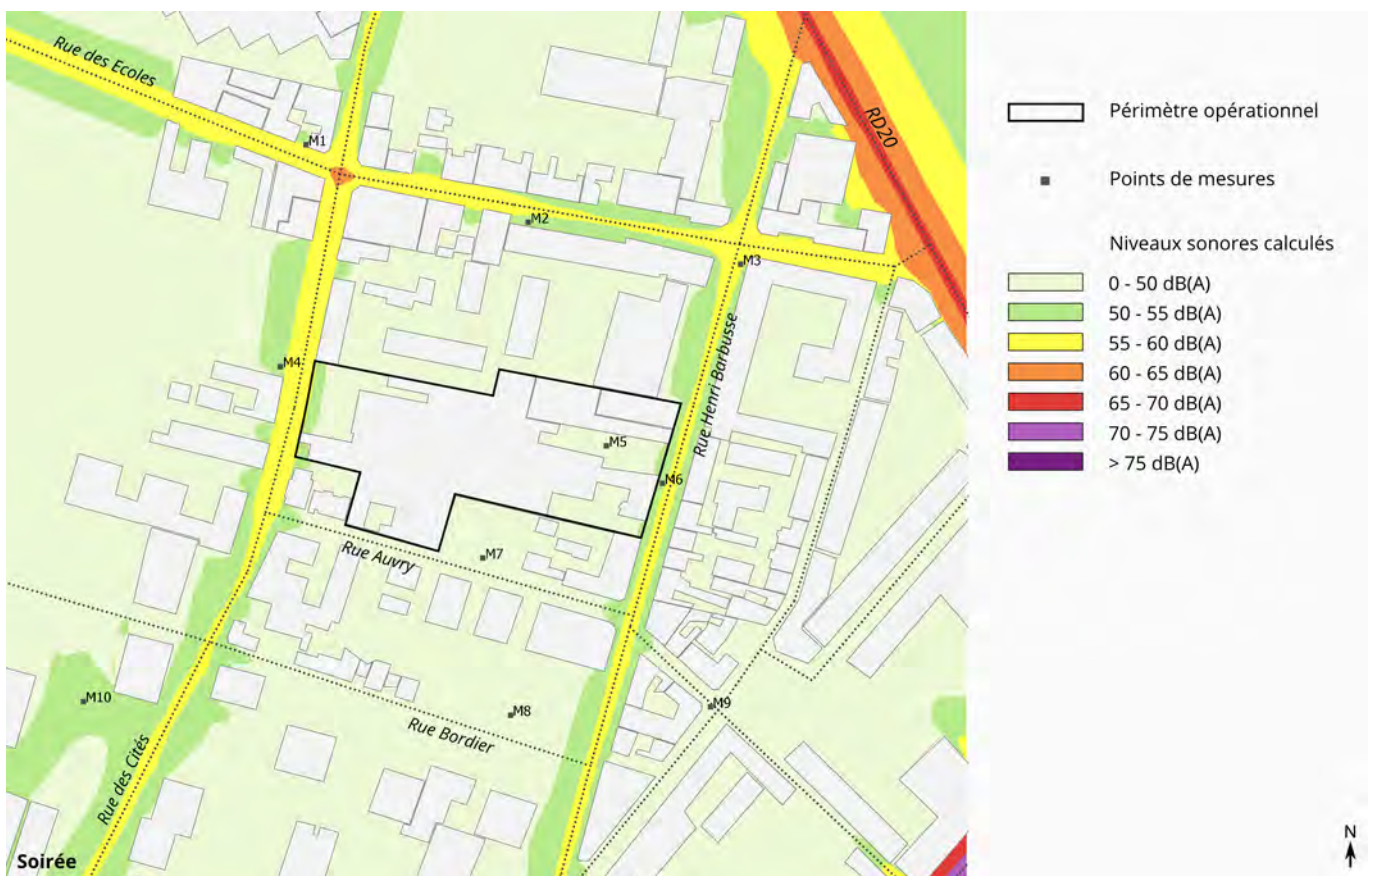 Rue des Ecoles
M1
RD20
M2
M3
Rue Henri Barbusse
M4
M5
M6
Rue Auvry
M7
M10
M8
M9
Rue Bordier
Rue des Cités
Soirée
Périmètre opérationnel
Points de mesures
Niveaux sonores calculés
0 - 50 dB(A)
50 - 55 dB(A)
55 - 60 dB(A)
60 - 65 dB(A)
65 - 70 dB(A)
70 - 75 dB(A)
> 75 dB(A)
N